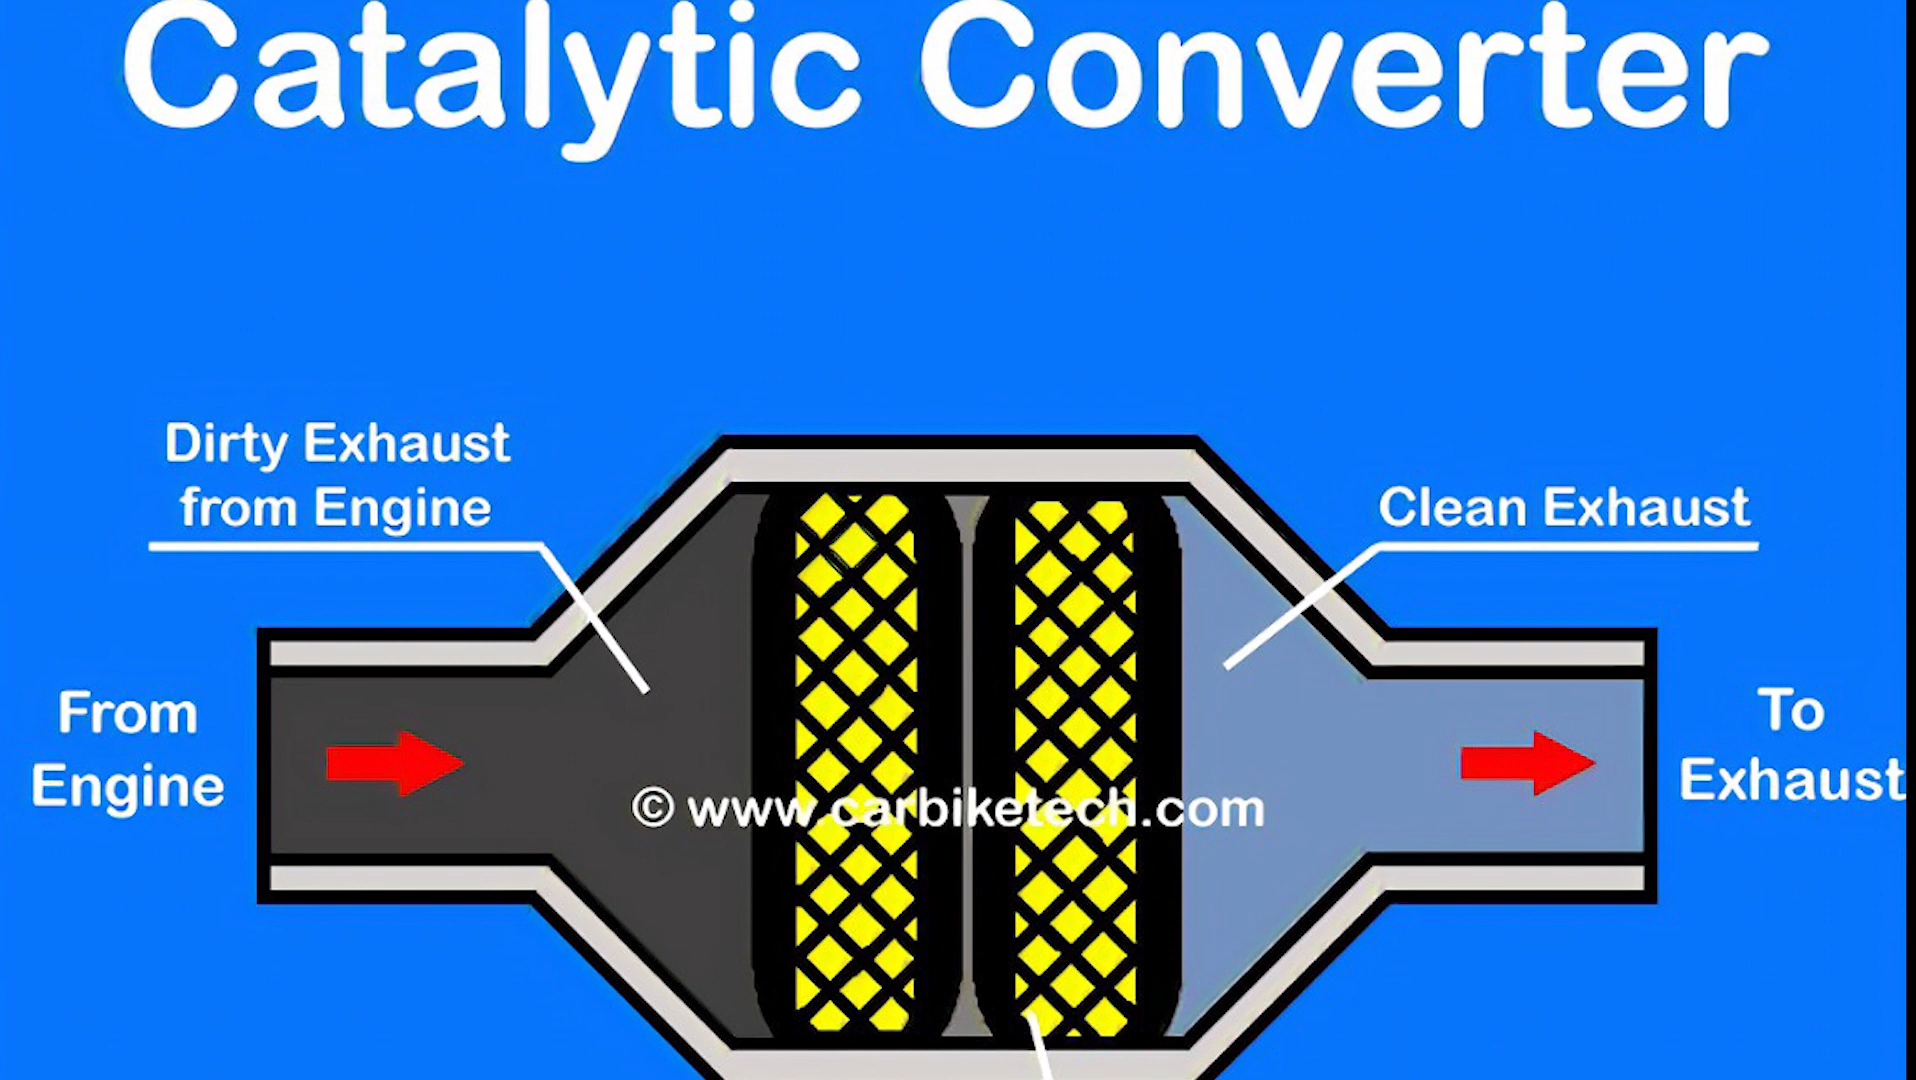 Catalytic Converter
Dirty Exhaust
from Engine
Clean Exhaust
From
Engine
To
Exhaust
© www.carbiketech.com